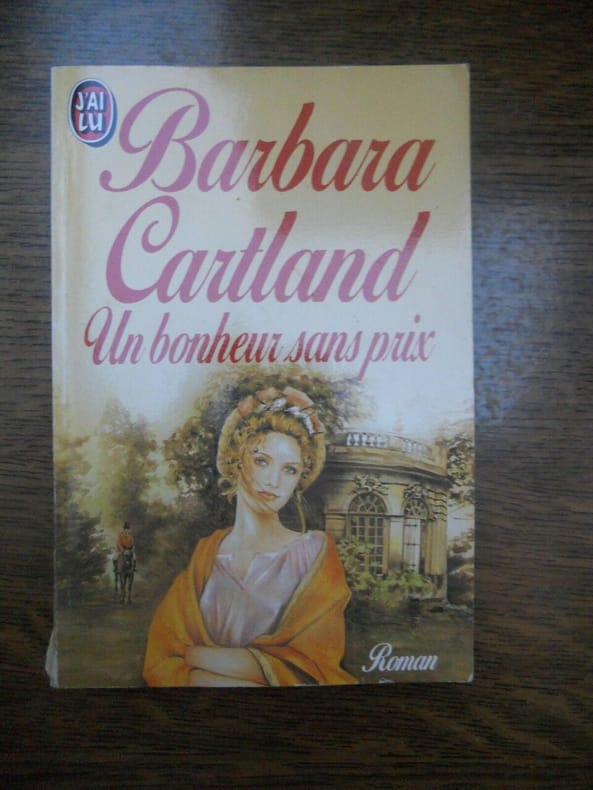 J'AI
LU
Barbara
Cartland
Un bonheur sans prix
Roman